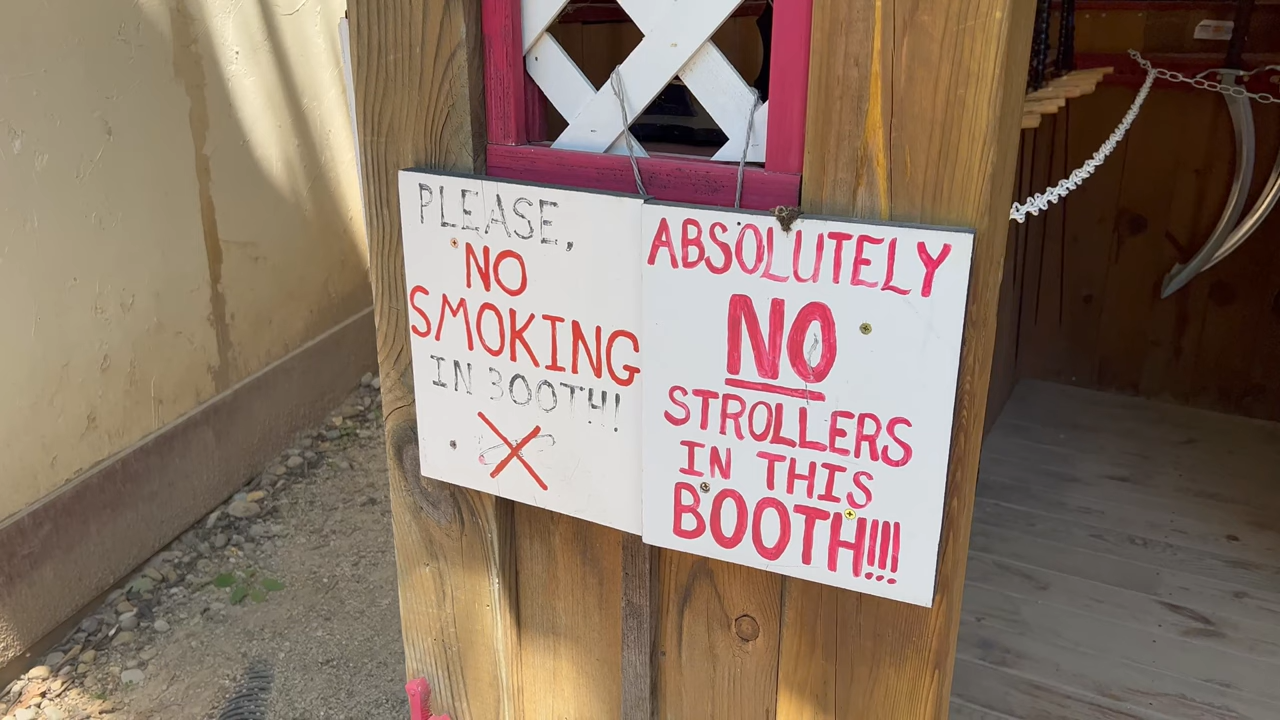 PLEASE,
NO
SMOKING
IN BOOTH!
ABSOLUTELY
NO
STROLLERS
IN THIS
BOOTH!!!